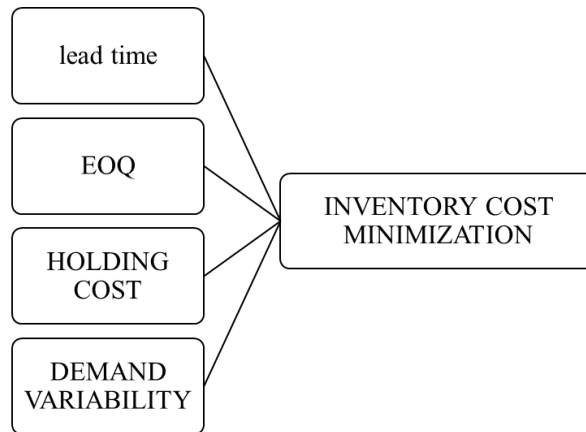 lead time
EOQ
HOLDING
COST
DEMAND
VARIABILITY
INVENTORY COST
MINIMIZATION